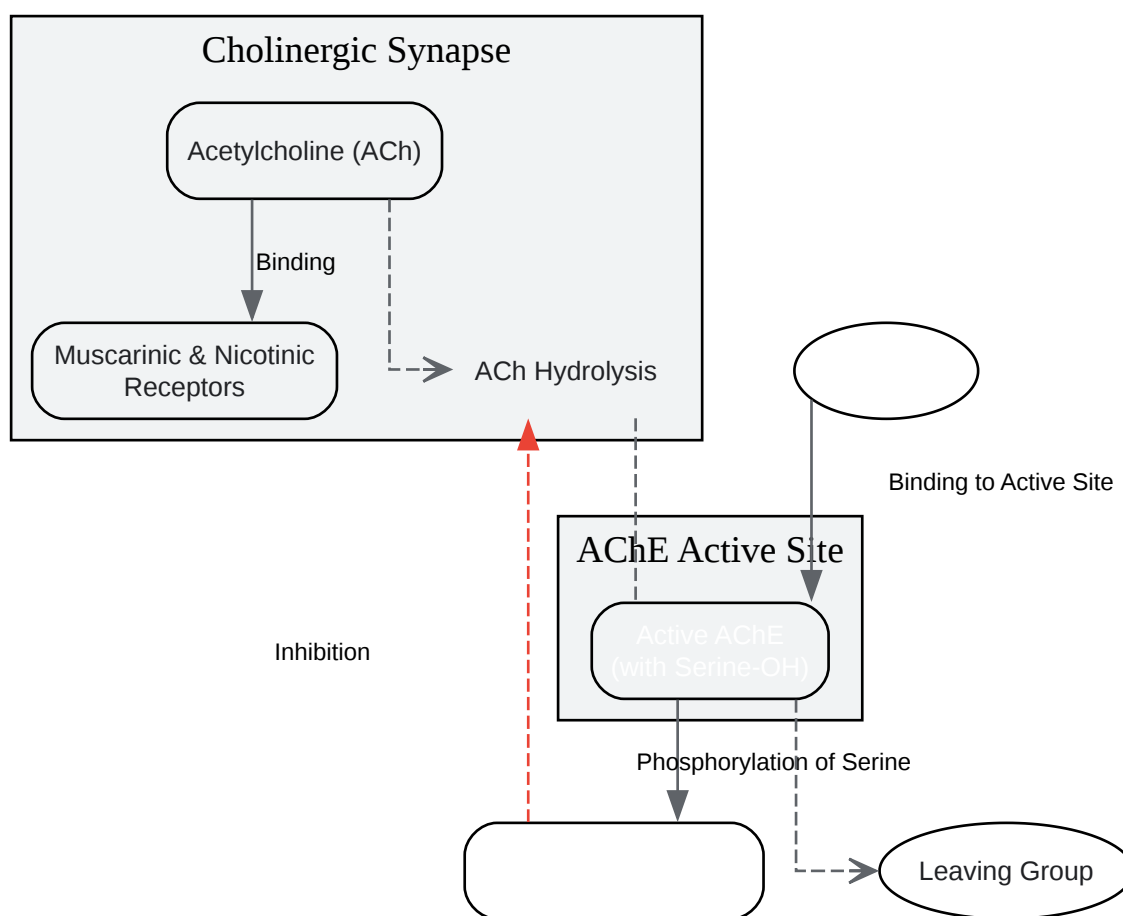 Cholinergic Synapse
Acetylcholine (ACh)
Binding
Muscarinic & Nicotinic
Receptors
ACh Hydrolysis
Binding to Active Site
AChE Active Site
Active AChE
(with Serine-OH)
Inhibition
Phosphorylation of Serine
Leaving Group